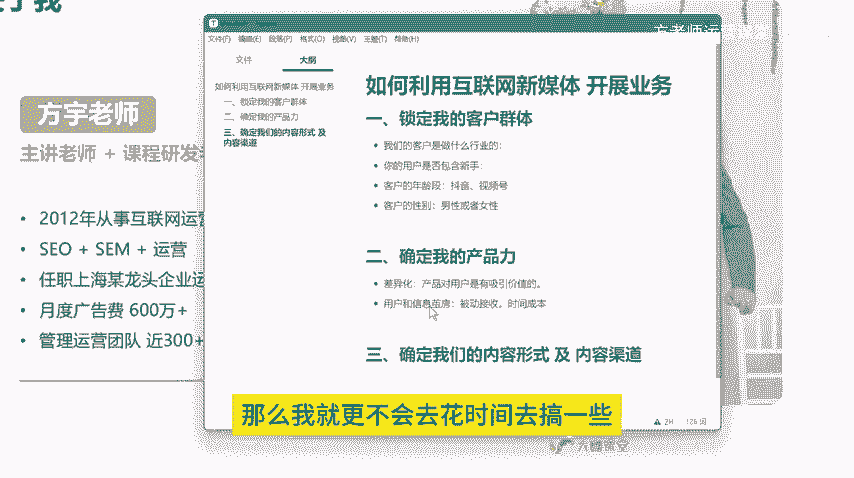 了我
方宇老师
主讲老师 + 课程研发
2012年从事互联网运营
SEO + SEM + 运营
任职上海某龙头企业运
月度广告费 600万+
管理运营团队 近300+
文件(F) 编辑(E) 段落(P) 格式(O) 视图(V) 主题(T) 帮助(H)
文件 大纲
如何利用互联网新媒体 开展业务
一、锁定我的客户群体
二、确定我的产品力
三、确定我们的内容形式 及
内容渠道
如何利用互联网新媒体 开展业务
一、锁定我的客户群体
我们的客户是做什么行业的:
你的用户是否包含新手:
客户的年龄段: 抖音、视频号
客户的性别: 男性或者女性
二、确定我的产品力
差异化: 产品对用户是有吸引价值的。
用户和信息茧房: 被动接收。时间成本
三、确定我们的内容形式 及 内容渠道
那么我就更不会去花时间去搞一些
方老师运营